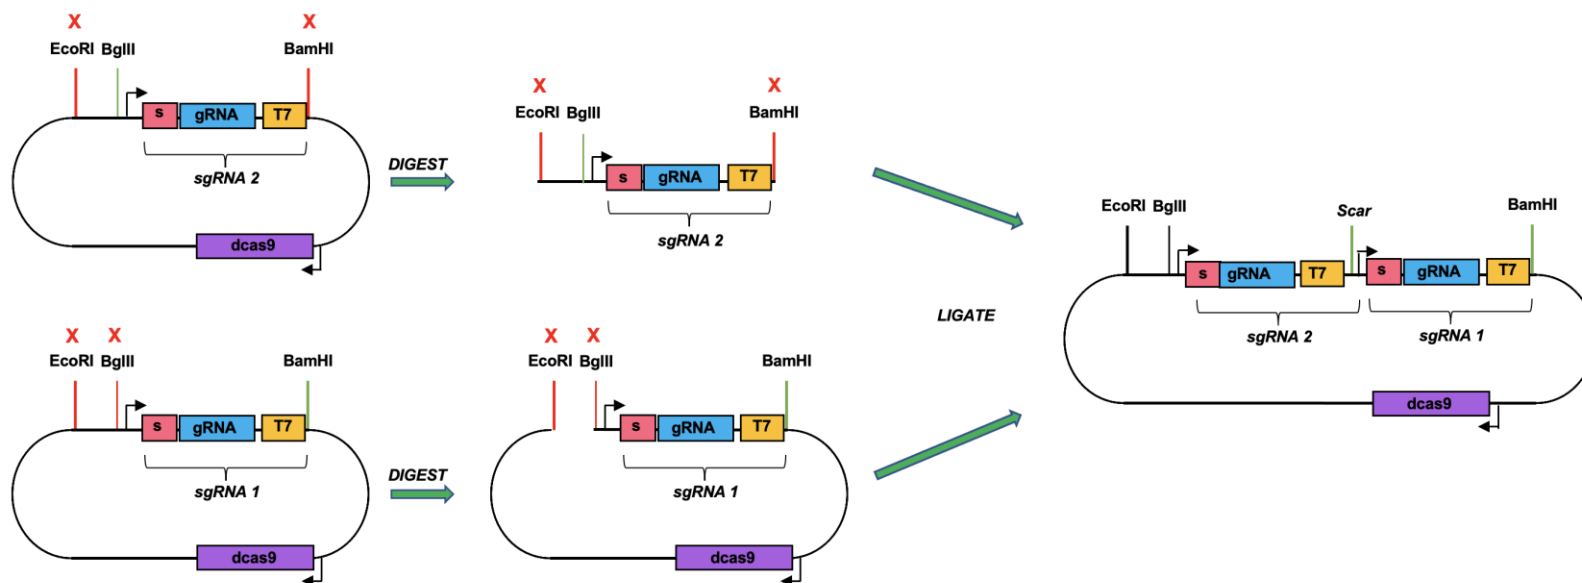 X X
EcoRI BglII BamHI
s gRNA T7
sgRNA 2
dcas9
DIGEST
X X
EcoRI BglII BamHI
s gRNA T7
sgRNA 2
X X
EcoRI BglII BamHI
s gRNA T7
sgRNA 1
dcas9
DIGEST
X X
EcoRI BglII BamHI
s gRNA T7
sgRNA 1
dcas9
LIGATE
EcoRI BglII Scar BamHI
s gRNA T7 s gRNA T7
sgRNA 2 sgRNA 1
dcas9